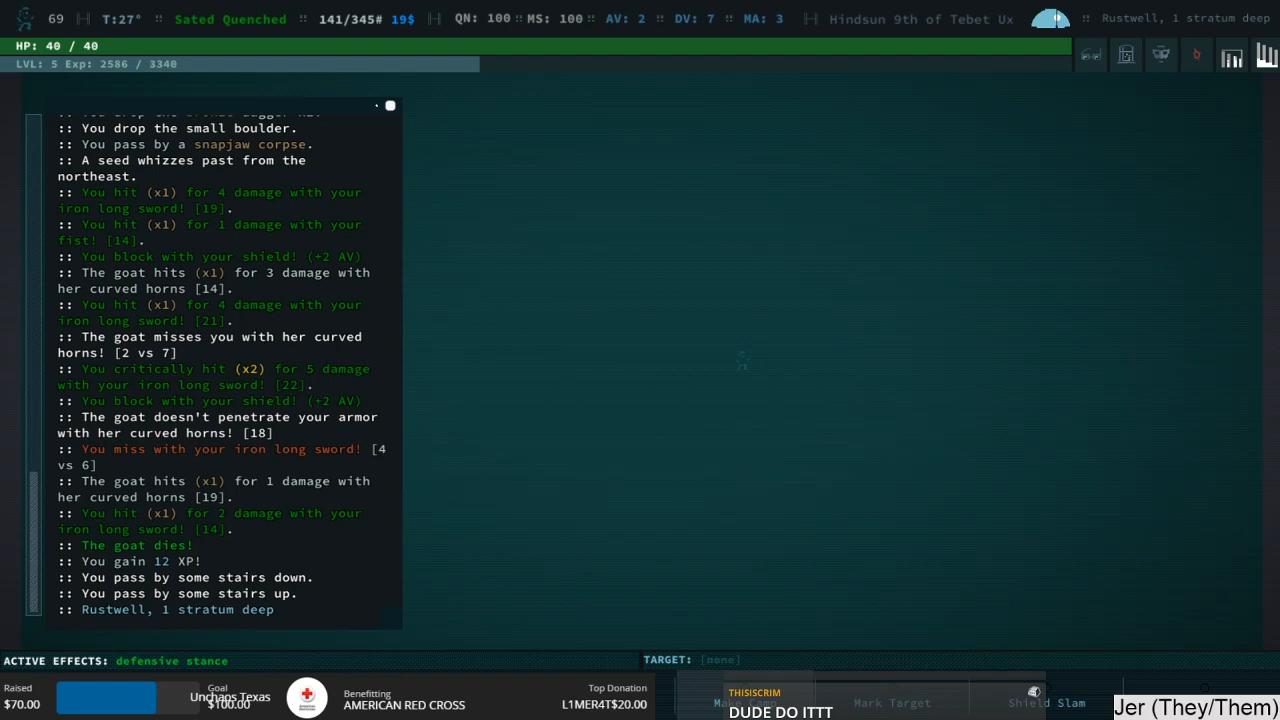 69 T:27° :: Sated Quenched :: 141/345# 19$ QN: 100 :: MS: 100 :: AV: 2 :: DV: 7 :: MA: 3 Hindsun 9th of Tebet Ux :: Rustwell, 1 stratum deep
HP: 40 / 40
LVL: 5 Exp: 2586 / 3340
:: You drop the small boulder.
:: You pass by a snapjaw corpse.
:: A seed whizzes past from the
northeast.
:: You hit (x1) for 4 damage with your
iron long sword! [19].
:: You hit (x1) for 1 damage with your
fist! [14].
:: You block with your shield! (+2 AV)
:: The goat hits (x1) for 3 damage with
her curved horns [14].
:: You hit (x1) for 4 damage with your
iron long sword! [21].
:: The goat misses you with her curved
horns! [2 vs 7]
:: You critically hit (x2) for 5 damage
with your iron long sword! [22].
:: You block with your shield! (+2 AV)
:: The goat doesn't penetrate your armor
with her curved horns! [18]
:: You miss with your iron long sword! [4
vs 6]
:: The goat hits (x1) for 1 damage with
her curved horns [19].
:: You hit (x1) for 2 damage with your
iron long sword! [14].
:: The goat dies!
:: You gain 12 XP!
:: You pass by some stairs down.
:: You pass by some stairs up.
:: Rustwell, 1 stratum deep
ACTIVE EFFECTS: defensive stance
TARGET: [none]
Raised
$70.00
Goal
$100.00
Unchaos Texas
Benefitting
AMERICAN RED CROSS
Top Donation
L1MER4T$20.00
THISISCRIM
DUDE DO ITTT
Make Camp
Mark Target
Shield Slam
Jer (They/Them)